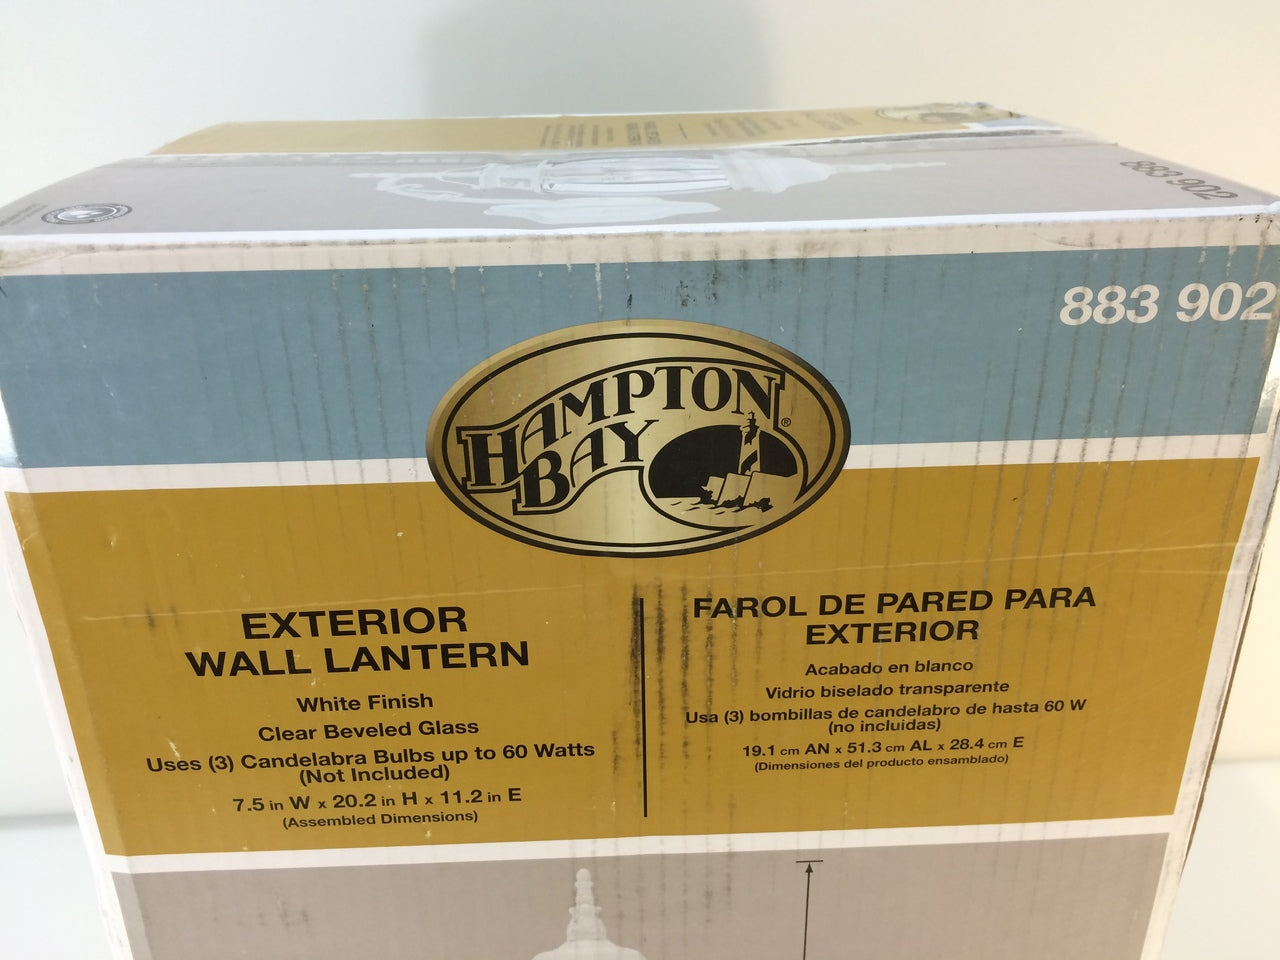 883 902
883 902
HAMPTON
BAY®
EXTERIOR
WALL LANTERN
White Finish
Clear Beveled Glass
Uses (3) Candelabra Bulbs up to 60 Watts
(Not Included)
7.5 in W x 20.2 in H x 11.2 in E
(Assembled Dimensions)
FAROL DE PARED PARA
EXTERIOR
Acabado en blanco
Vidrio biselado transparente
Usa (3) bombillas de candelabro de hasta 60 W
(no incluidas)
19.1 cm AN x 51.3 cm AL x 28.4 cm E
(Dimensiones del producto ensamblado)